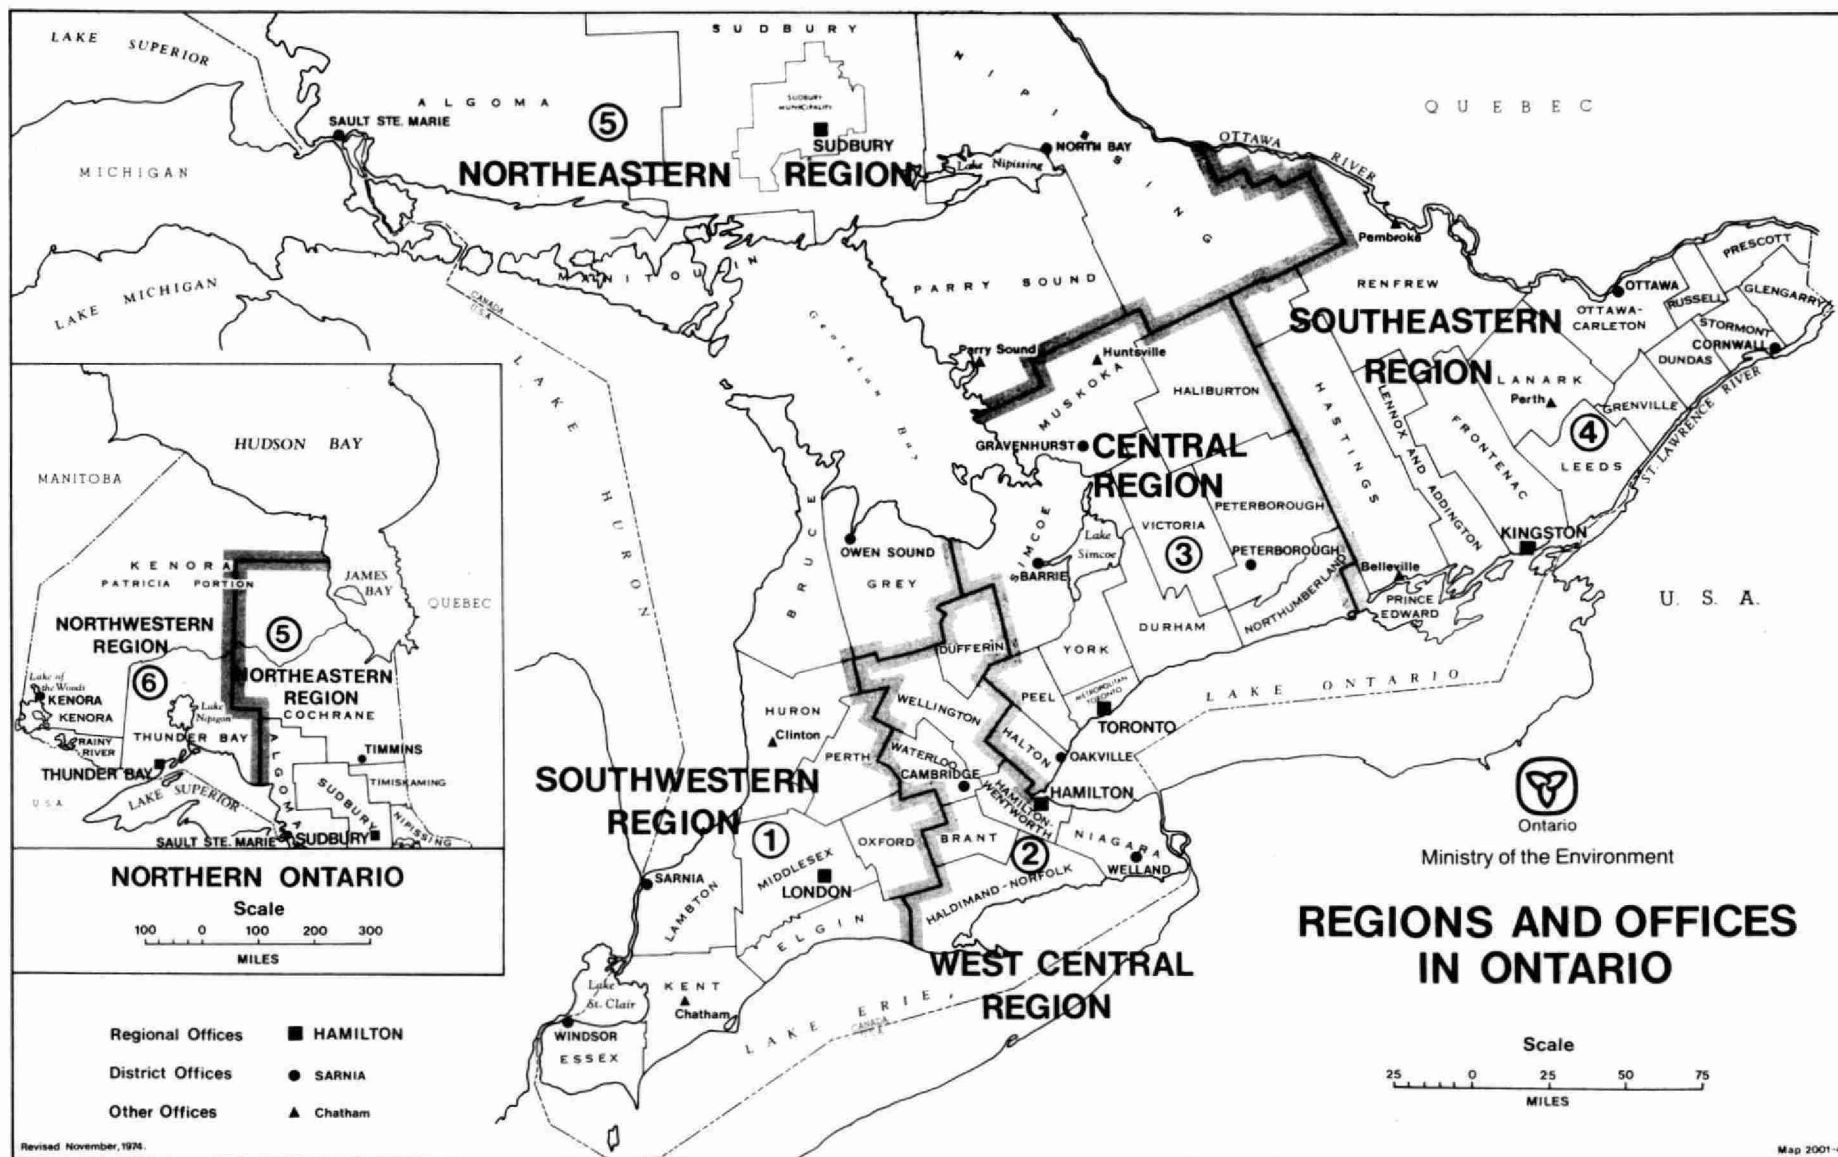 LAKE SUPERIOR
SUDBURY
NIPISSING
QUEBEC
ALGOMA
SUDBURY
MUNICIPALITY
5
SAULT STE. MARIE
SUDBURY
OTTAWA RIVER
NORTH BAY
Lake Nipissing
MICHIGAN
NORTHEASTERN REGION
Pembroke
PRESCOTT
MANITOULIN
PARRY SOUND
RENFREW
OTTAWA
RUSSELL
GLENGARRY
LAKE MICHIGAN
CANADA
U.S.A.
Georgian Bay
OTTAWA-
CARLETON
STORMONT
CORNWALL
DUNDAS
SOUTHEASTERN
REGION
Parry Sound
Huntsville
MUSKOKA
HALIBURTON
HASTINGS
LENNOX AND ADDINGTON
FRONTENAC
LANARK
Perth
GRENVILLE
4
LEEDS
ST. LAWRENCE RIVER
LAKE HURON
GRAVENHURST
CENTRAL
REGION
HUDSON BAY
MANITOBA
BRUCE
SIMCOE
Lake
Simcoe
VICTORIA
3
PETERBOROUGH
PETERBOROUGH
KINGSTON
OWEN SOUND
GREY
BARRIE
NORTHUMBERLAND
Belleville
PRINCE
EDWARD
U. S. A.
KENORA
PATRICIA PORTION
JAMES
BAY
QUEBEC
DURHAM
NORTHWESTERN
REGION
5
DUFFERIN
YORK
LAKE ONTARIO
6
NORTHEASTERN
REGION
Lake of
the Woods
KENORA
KENORA
Lake
Nipigon
COCHRANE
PEEL
METROPOLITAN
TORONTO
TORONTO
HURON
WELLINGTON
RAINY
RIVER
THUNDER BAY
ALGOMA
TIMMINS
Clinton
PERTH
WATERLOO
HALTON
OAKVILLE
THUNDER BAY
TIMISKAMING
SOUTHWESTERN
REGION
CAMBRIDGE
HAMILTON-
WENTWORTH
HAMILTON
U.S.A.
LAKE SUPERIOR
SUDBURY
NIPISSING
SAULT STE. MARIE
SUDBURY
1
OXFORD
BRANT
2
NIAGARA
WELLAND
Ontario
Ministry of the Environment
NORTHERN ONTARIO
Scale
100 0 100 200 300
MILES
SARNIA
LAMBTON
MIDDLESEX
LONDON
ELGIN
HALDIMAND-NORFOLK
REGIONS AND OFFICES
IN ONTARIO
WEST CENTRAL
REGION
Lake
St. Clair
KENT
Chatham
LAKE ERIE
CANADA
WINDSOR
ESSEX
Regional Offices HAMILTON
District Offices SARNIA
Other Offices Chatham
Scale
25 0 25 50 75
MILES
Revised November, 1974.
Map 2001-